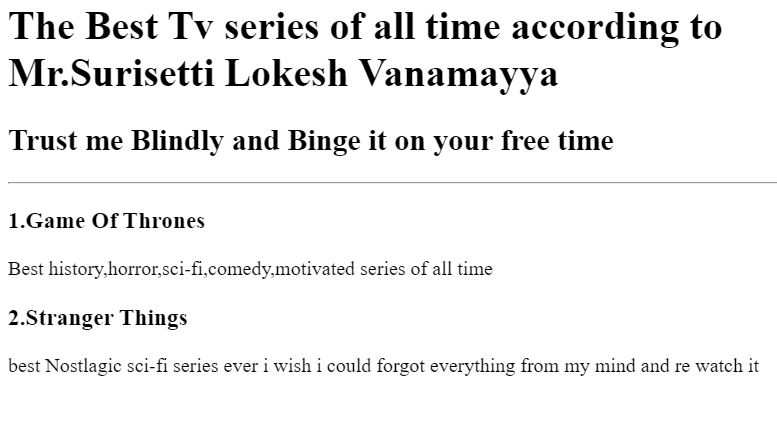 The Best Tv series of all time according to
Mr.Surisetti Lokesh Vanamayya
Trust me Blindly and Binge it on your free time
1.Game Of Thrones
Best history,horror,sci-fi,comedy,motivated series of all time
2.Stranger Things
best Nostlagic sci-fi series ever i wish i could forgot everything from my mind and re watch it